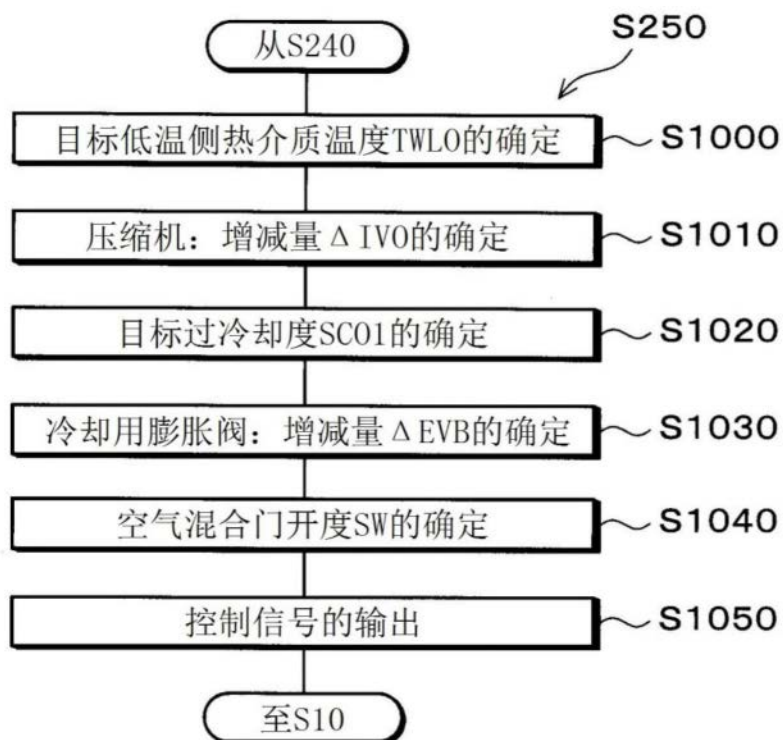 从S240
S250
目标低温侧热介质温度TWLO的确定
S1000
压缩机：增减量ΔIVO的确定
S1010
目标过冷却度SCO1的确定
S1020
冷却用膨胀阀：增减量ΔEVB的确定
S1030
空气混合门开度SW的确定
S1040
控制信号的输出
S1050
至S10